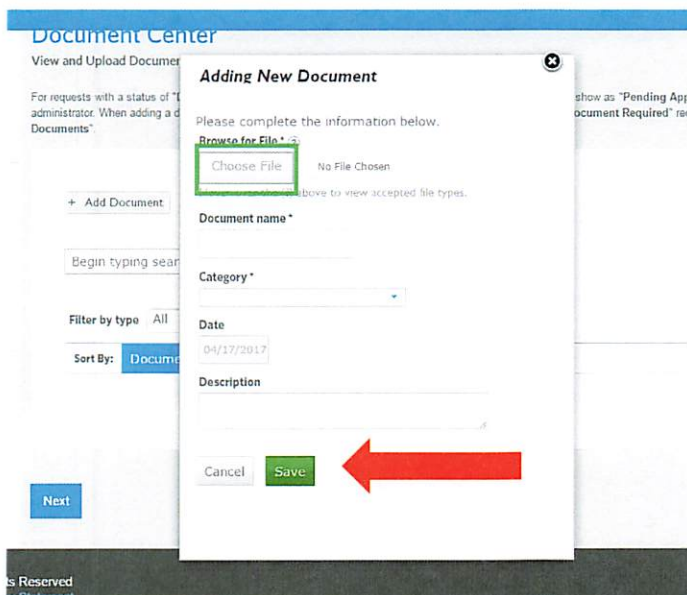 Document Center
View and Upload Documen
Adding New Document
For requests with a status of "D
show as "Pending App
administrator. When adding a d
ocument Required" re
Documents".
Please complete the information below.
Browse for File *
Choose File
No File Chosen
above to view accepted file types.
+ Add Document
Document name *
Begin typing sear
Category *
Filter by type All
Date
04/17/2017
Sort By: Docume
Description
Cancel
Save
Next
ts Reserved